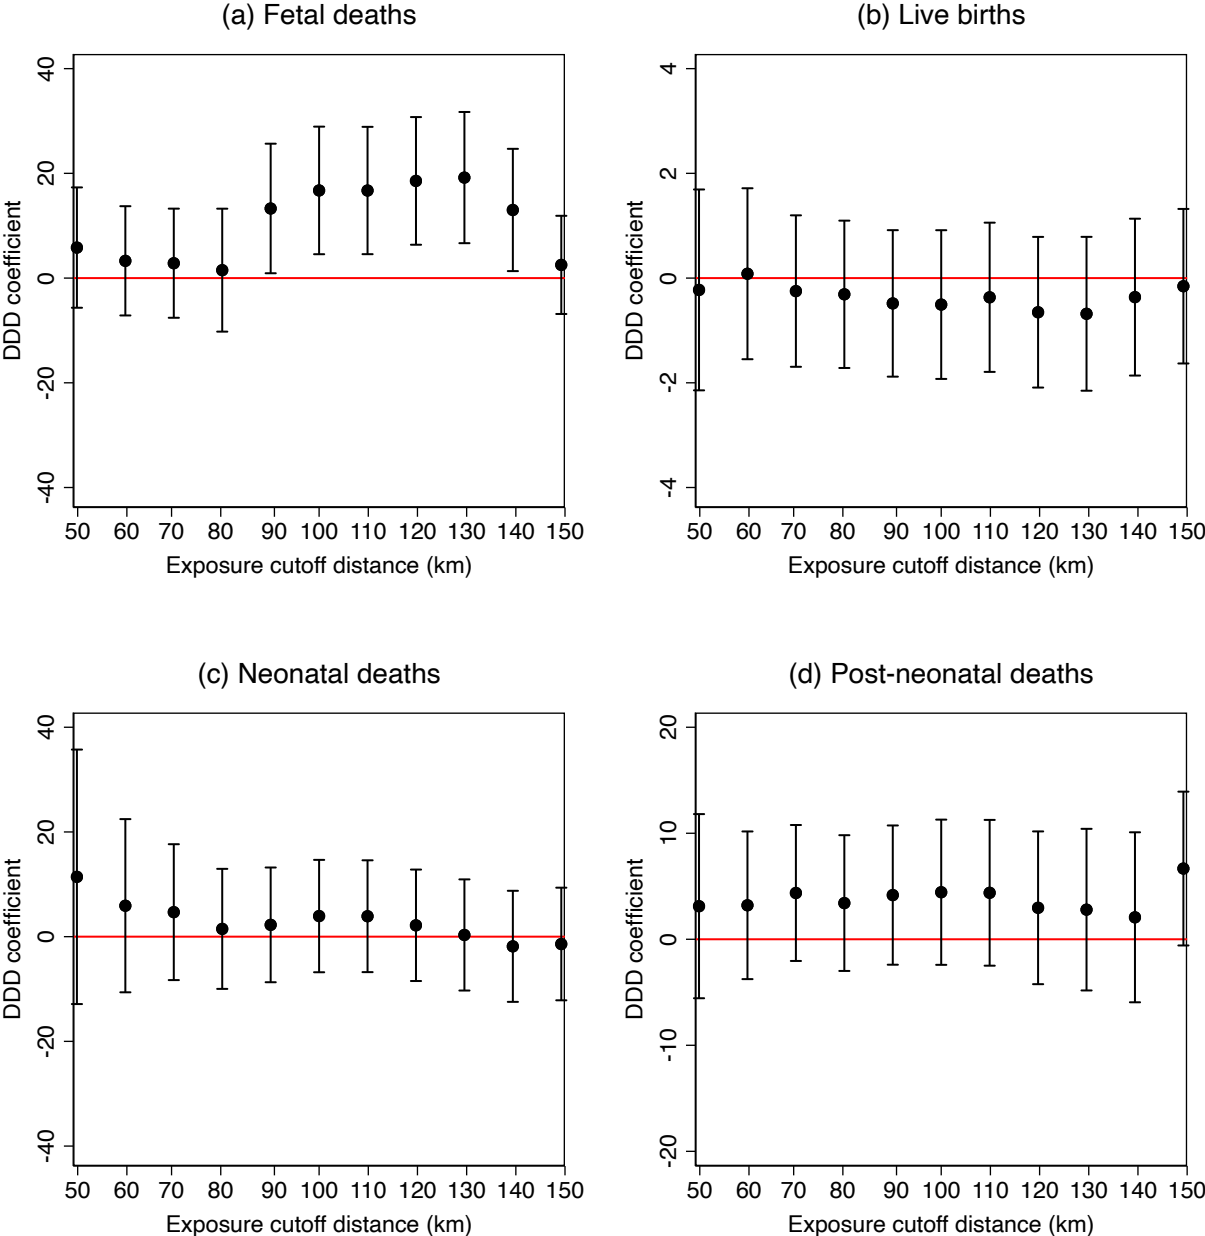 (a) Fetal deaths
40
20
0
-20
-40
DDD coefficient
50 60 70 80 90 100 110 120 130 140 150
Exposure cutoff distance (km)
(b) Live births
4
2
0
-2
-4
DDD coefficient
50 60 70 80 90 100 110 120 130 140 150
Exposure cutoff distance (km)
(c) Neonatal deaths
40
20
0
-20
-40
DDD coefficient
50 60 70 80 90 100 110 120 130 140 150
Exposure cutoff distance (km)
(d) Post-neonatal deaths
20
10
0
-10
-20
DDD coefficient
50 60 70 80 90 100 110 120 130 140 150
Exposure cutoff distance (km)